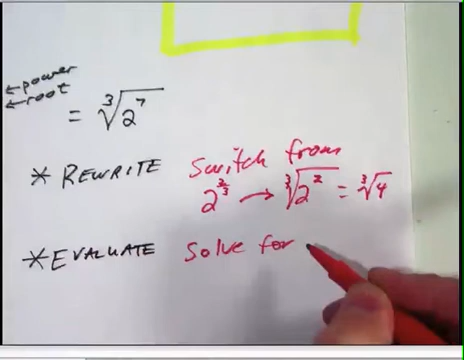 ← power
← root
= ∛2⁷
* REWRITE Switch from
2^(2/3) → ∛2² = ∛4
* EVALUATE Solve for